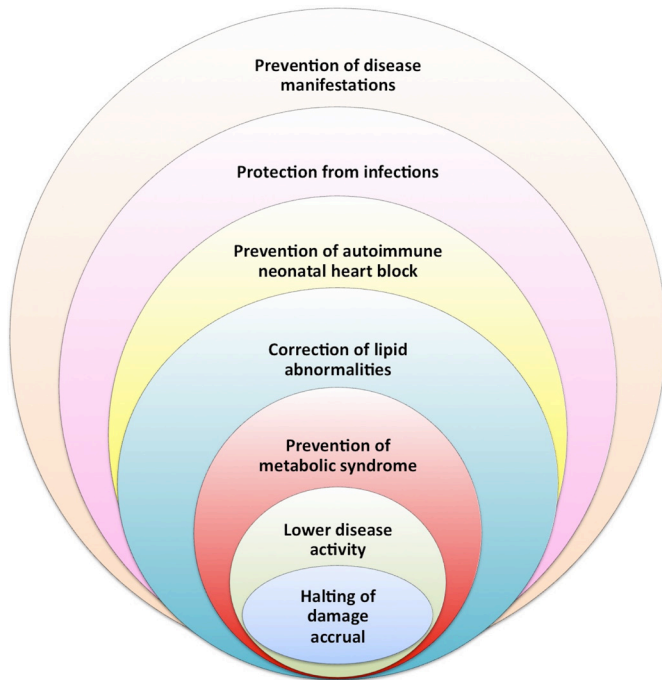 Prevention of disease
manifestations
Protection from infections
Prevention of autoimmune
neonatal heart block
Correction of lipid
abnormalities
Prevention of
metabolic syndrome
Lower disease
activity
Halting of
damage
accrual